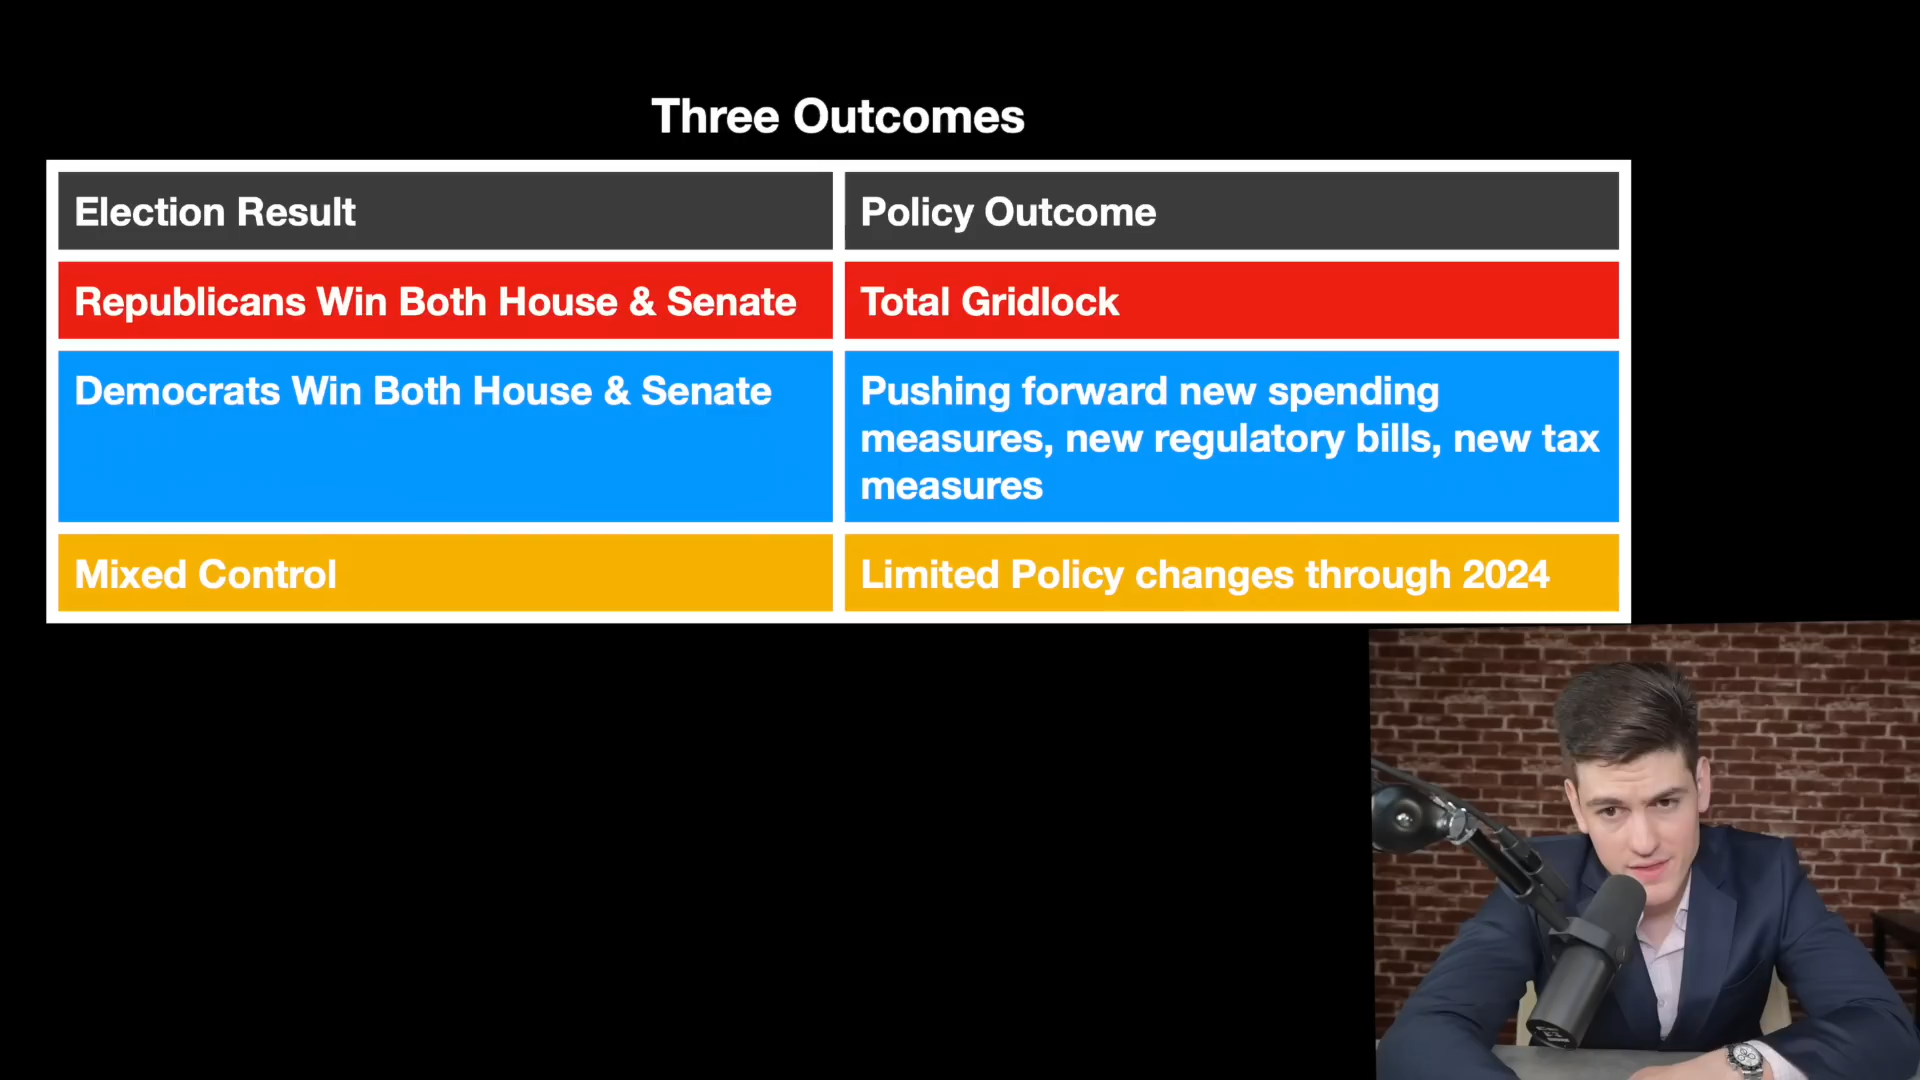 Three Outcomes
Election Result
Policy Outcome
Republicans Win Both House & Senate
Total Gridlock
Democrats Win Both House & Senate
Pushing forward new spending
measures, new regulatory bills, new tax
measures
Mixed Control
Limited Policy changes through 2024